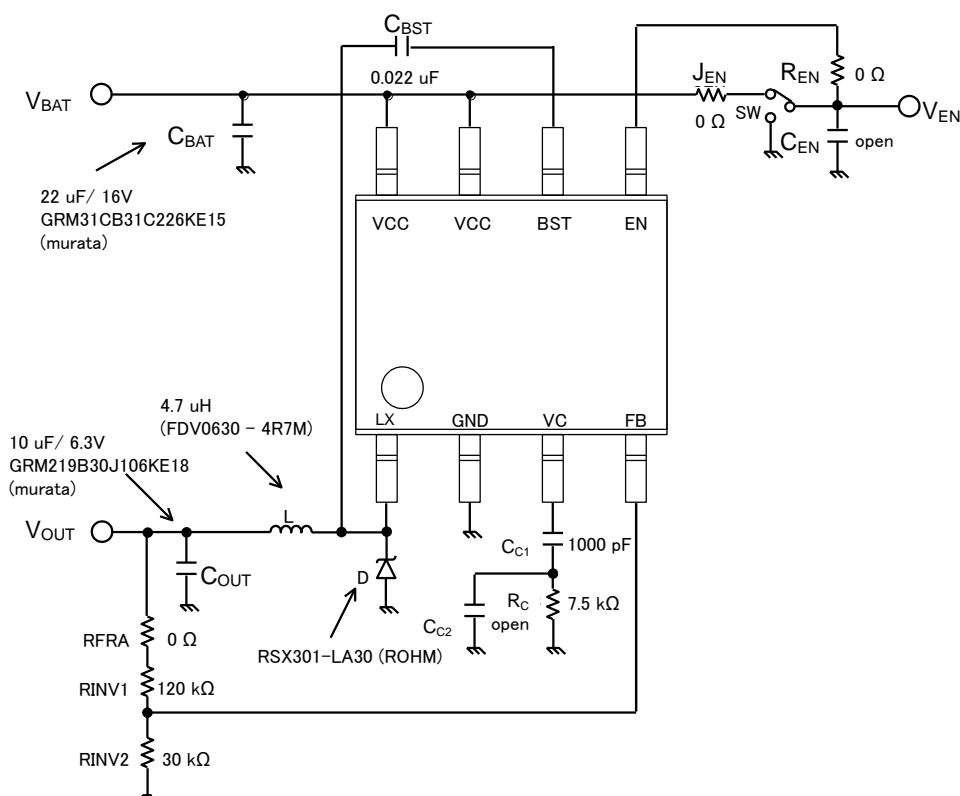 CBST
0.022 uF
VBAT
CBAT
22 uF/ 16V
GRM31CB31C226KE15
(murata)
JEN
0 Ω
SW
REN
0 Ω
VEN
CEN
open
VCC
VCC
BST
EN
LX
GND
VC
FB
4.7 uH
(FDV0630 - 4R7M)
10 uF/ 6.3V
GRM219B30J106KE18
(murata)
VOUT
L
COUT
D
RSX301-LA30 (ROHM)
CC1
1000 pF
CC2
open
RC
7.5 kΩ
RFRA
0 Ω
RINV1
120 kΩ
RINV2
30 kΩ